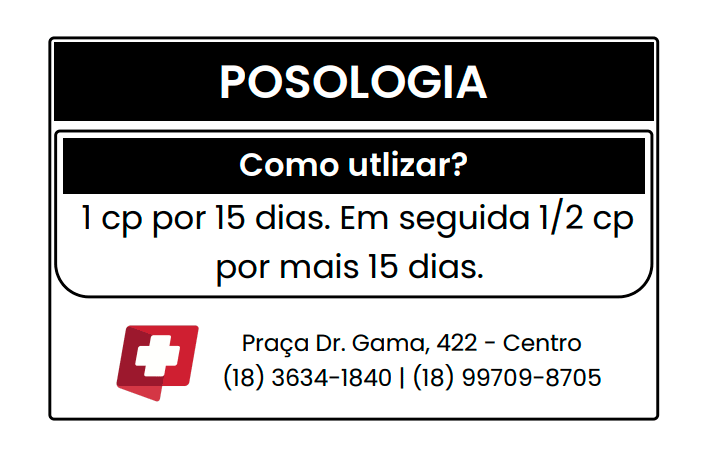 POSOLOGIA
Como utlizar?
1 cp por 15 dias. Em seguida 1/2 cp
por mais 15 dias.
Praça Dr. Gama, 422 - Centro
(18) 3634-1840 | (18) 99709-8705